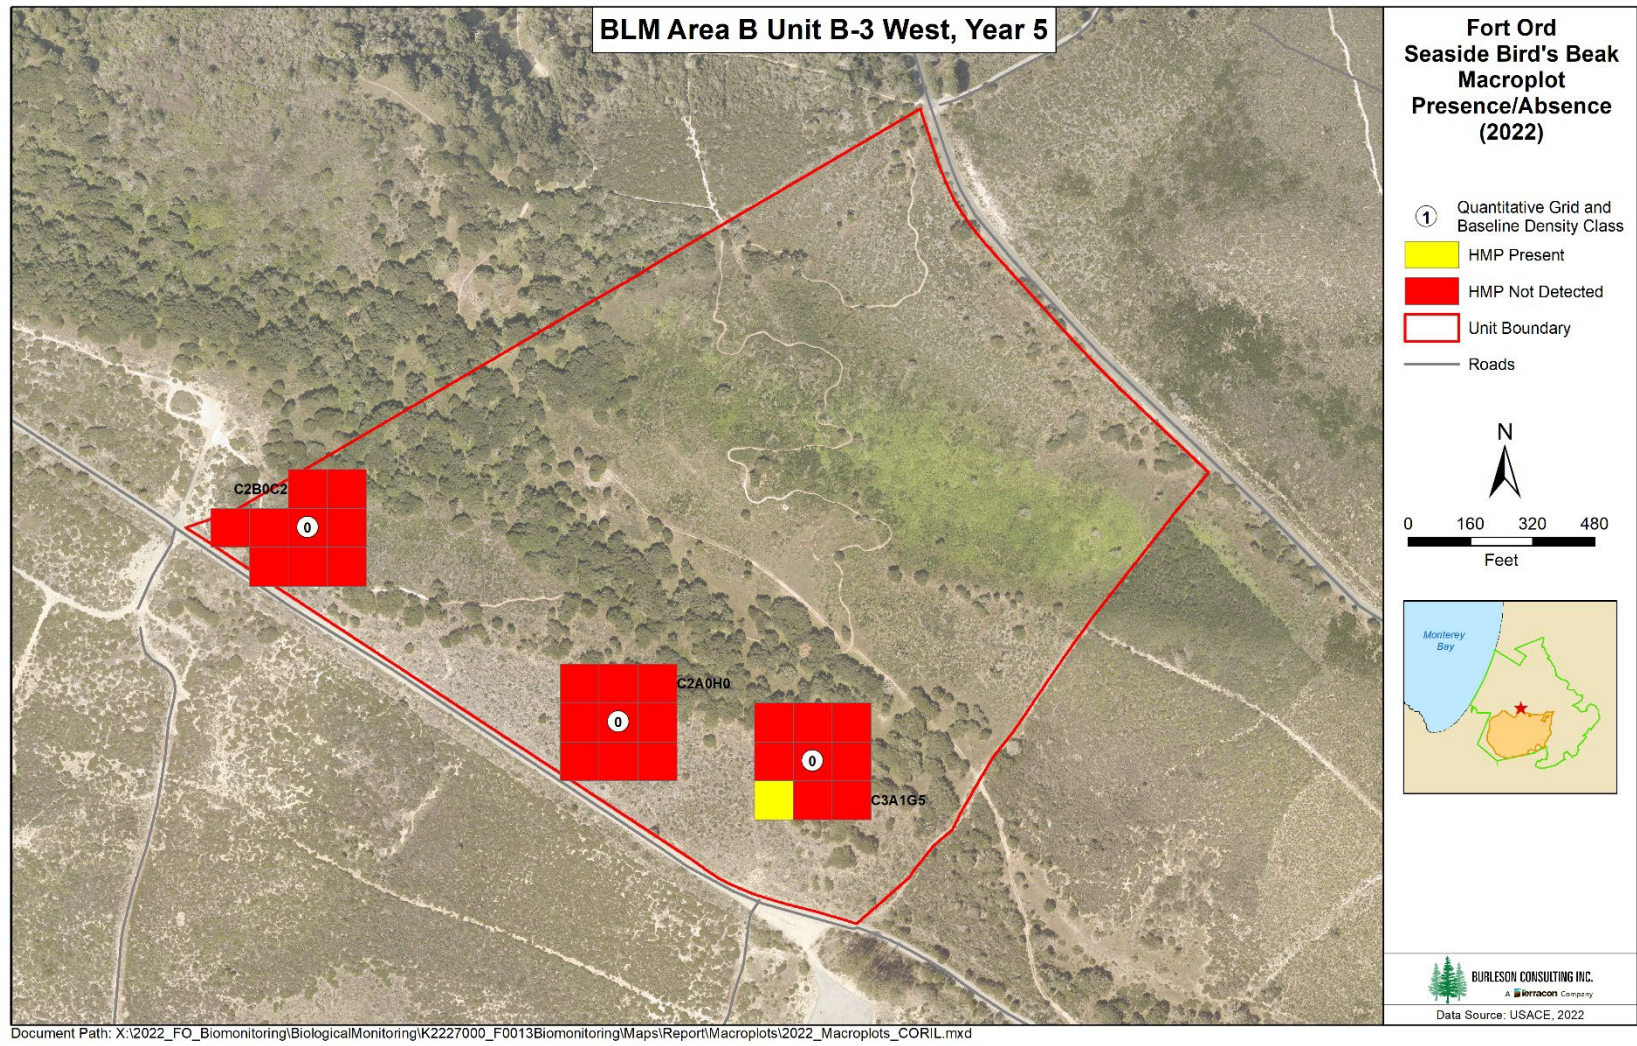 BLM Area B Unit B-3 West, Year 5
C2B0C2
0
C2A0H0
0
0
C3A1G5
Fort Ord
Seaside Bird's Beak
Macroplot
Presence/Absence
(2022)
1
Quantitative Grid and
Baseline Density Class
HMP Present
HMP Not Detected
Unit Boundary
Roads
N
0 160 320 480
Feet
Monterey
Bay
BURLESON CONSULTING INC.
A Terracon Company
Data Source: USACE, 2022
Document Path: X:\2022_FO_Biomonitoring\BiologicalMonitoring\K2227000_F0013Biomonitoring\Maps\Report\Macroplots\2022_Macroplots_CORIL.mxd